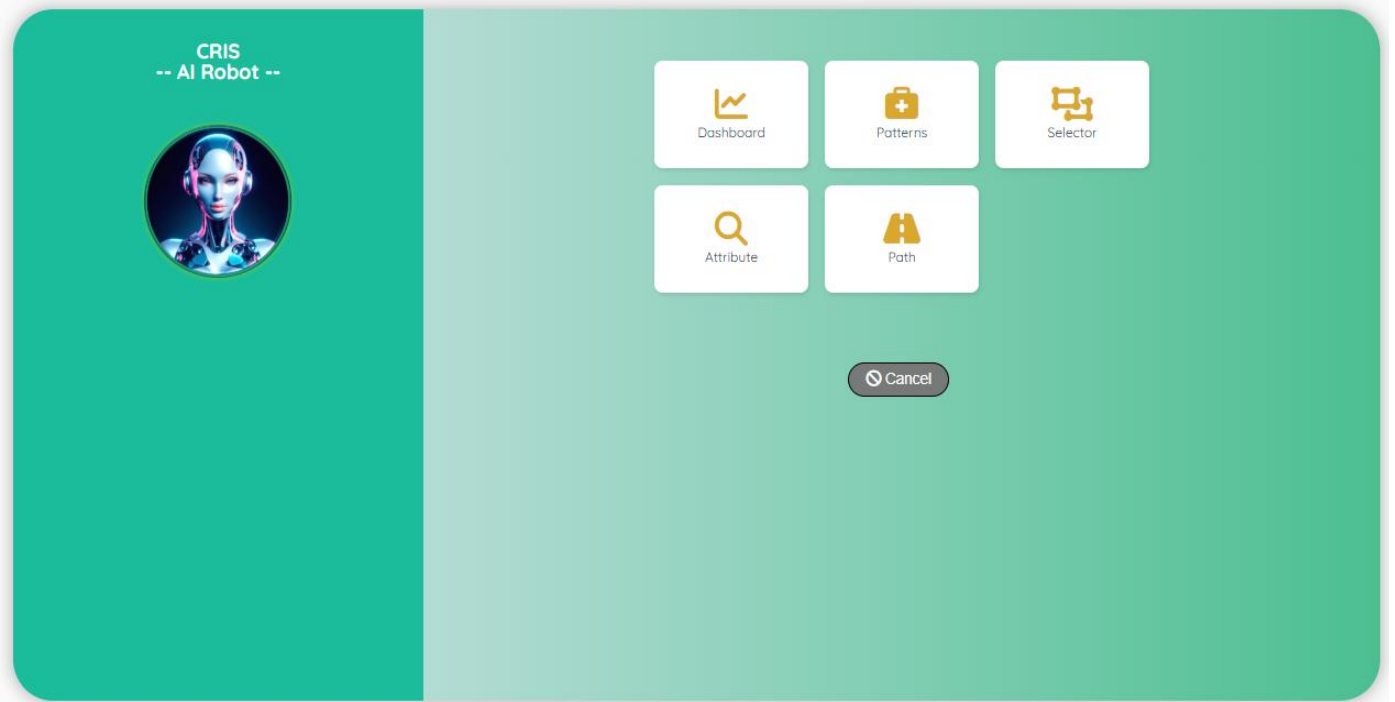 CRIS
-- AI Robot --
Dashboard
Patterns
Selector
Attribute
Path
Cancel